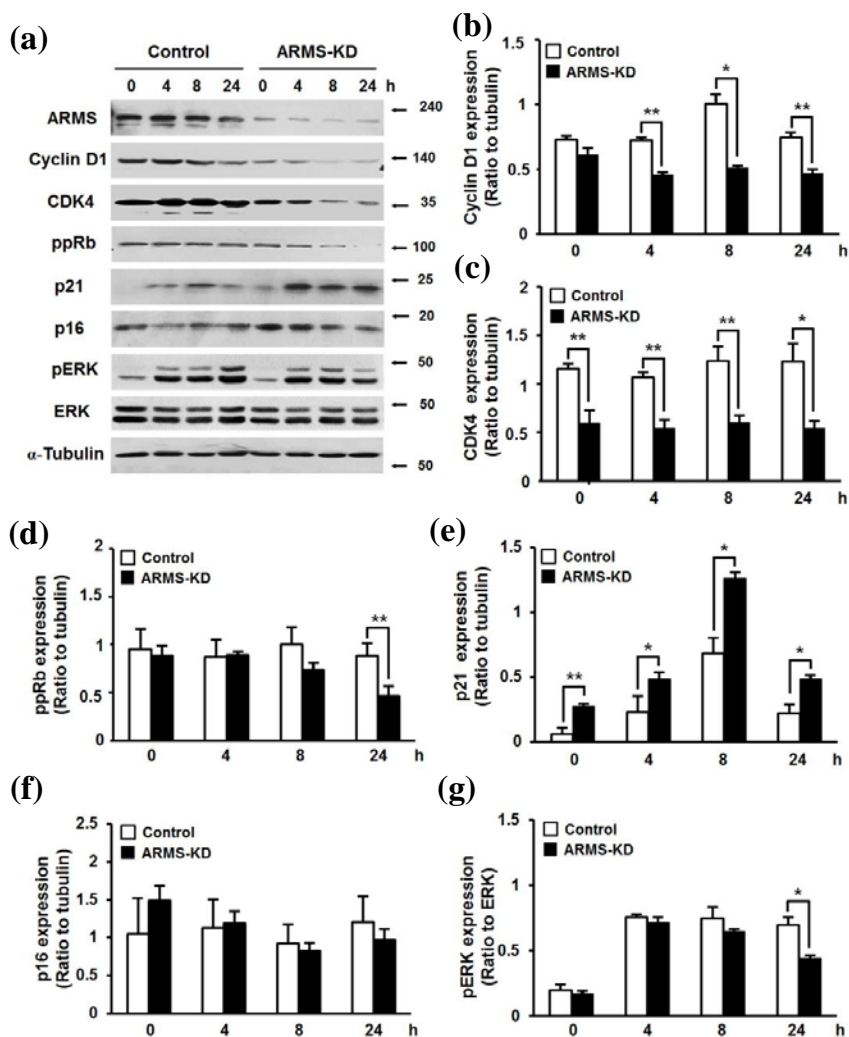 (a)
Control ARMS-KD
0 4 8 24 0 4 8 24 h
ARMS 240
Cyclin D1 140
CDK4 35
ppRb 100
p21 25
p16 20
pERK 50
ERK 50
α-Tubulin 50
(b)
Cyclin D1 expression
(Ratio to tubulin)
1.5
1
0.5
0
Control
ARMS-KD
** * **
0 4 8 24 h
(c)
CDK4 expression
(Ratio to tubulin)
2
1.5
1
0.5
0
Control
ARMS-KD
** ** ** *
0 4 8 24 h
(d)
ppRb expression
(Ratio to tubulin)
2
1.5
1
0.5
0
Control
ARMS-KD
**
0 4 8 24 h
(e)
p21 expression
(Ratio to tubulin)
1.5
1
0.5
0
Control
ARMS-KD
** * * *
0 4 8 24 h
(f)
p16 expression
(Ratio to tubulin)
2.5
2
1.5
1
0.5
0
Control
ARMS-KD
0 4 8 24 h
(g)
pERK expression
(Ratio to ERK)
1.5
1
0.5
0
Control
ARMS-KD
*
0 4 8 24 h